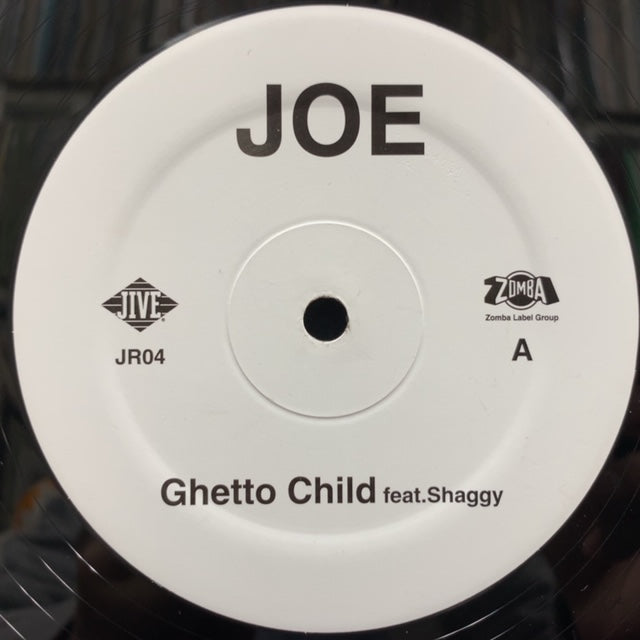 JOE
JIVE
ZOMBA
Zomba Label Group
JR04
A
Ghetto Child feat.Shaggy